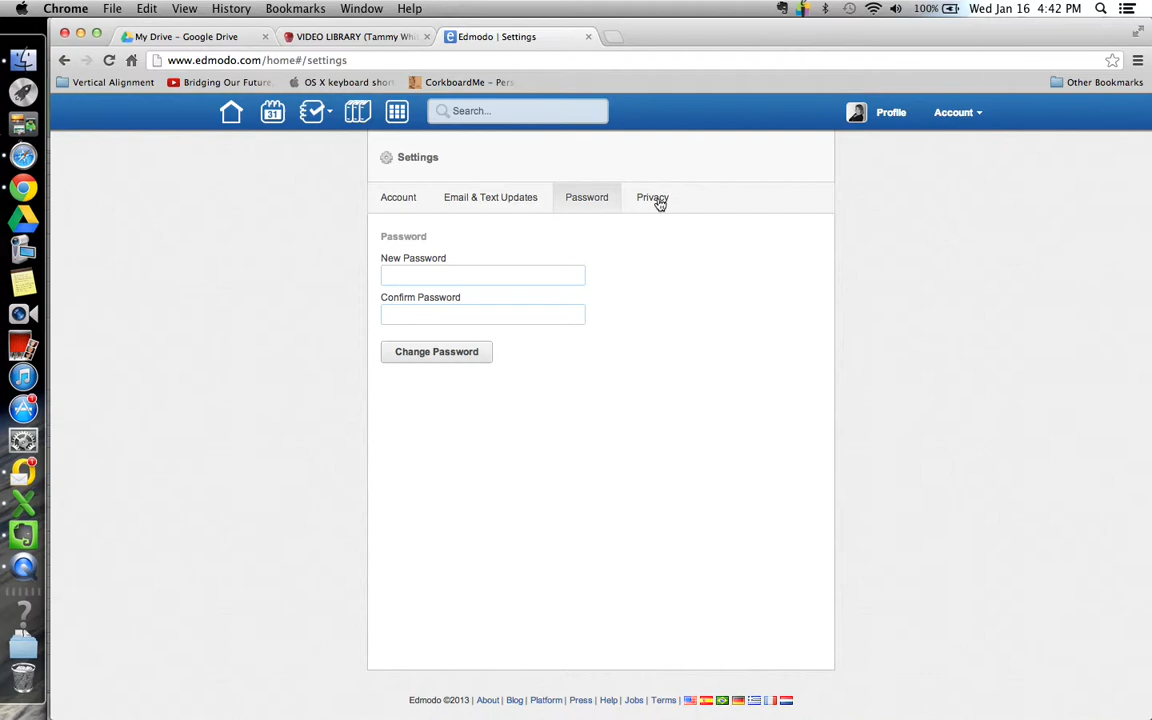 Chrome File Edit View History Bookmarks Window Help 100% Wed Jan 16 4:42 PM
My Drive - Google Drive VIDEO LIBRARY (Tammy Whit Edmodo | Settings
www.edmodo.com/home#/settings
Vertical Alignment Bridging Our Future. OS X keyboard short CorkboardMe - Pers Other Bookmarks
31 Search... Profile Account
Settings
Account Email & Text Updates Password Privacy
Password
New Password
Confirm Password
Change Password
Edmodo ©2013 | About | Blog | Platform | Press | Help | Jobs | Terms |